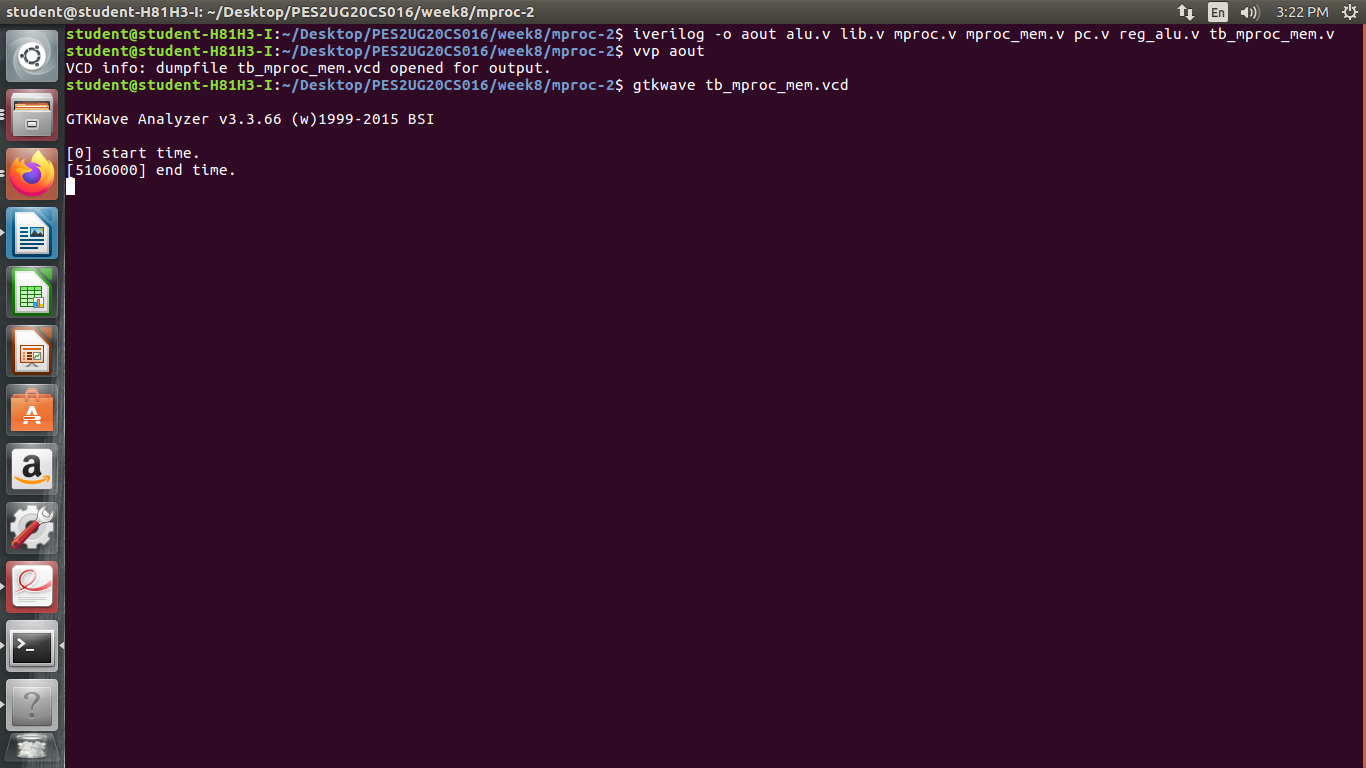 student@student-H81H3-I: ~/Desktop/PES2UG20CS016/week8/mproc-2
En
3:22 PM
student@student-H81H3-I:~/Desktop/PES2UG20CS016/week8/mproc-2$ iverilog -o aout alu.v lib.v mproc.v mproc_mem.v pc.v reg_alu.v tb_mproc_mem.v
student@student-H81H3-I:~/Desktop/PES2UG20CS016/week8/mproc-2$ vvp aout
VCD info: dumpfile tb_mproc_mem.vcd opened for output.
student@student-H81H3-I:~/Desktop/PES2UG20CS016/week8/mproc-2$ gtkwave tb_mproc_mem.vcd
GTKWave Analyzer v3.3.66 (w)1999-2015 BSI
[0] start time.
[5106000] end time.
A
a
>_
?